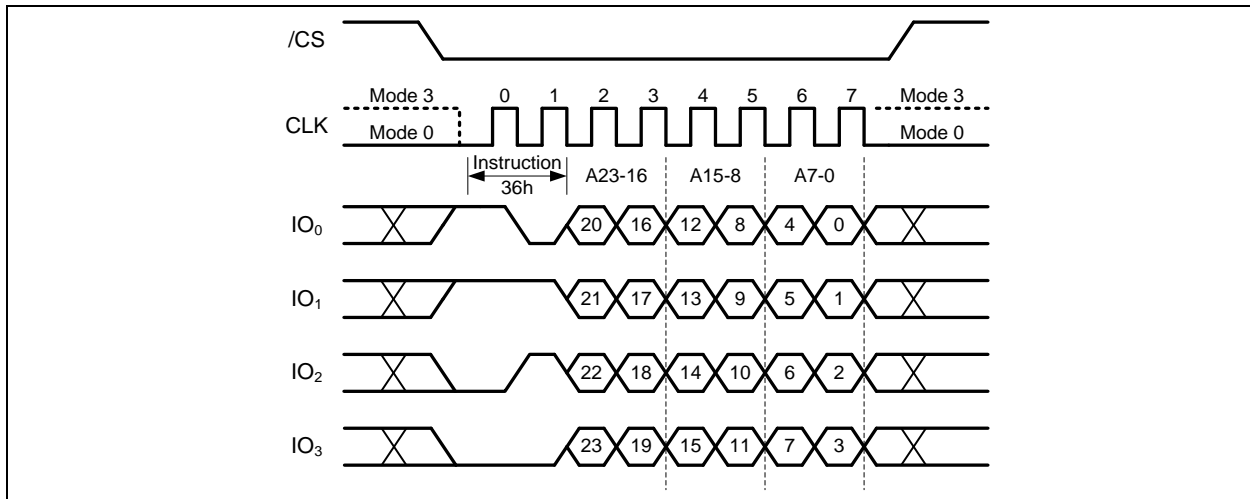 /CS
Mode 3 0 1 2 3 4 5 6 7 Mode 3
CLK
Mode 0 Mode 0
Instruction
36h
A23-16 A15-8 A7-0
IO0 20 16 12 8 4 0
IO1 21 17 13 9 5 1
IO2 22 18 14 10 6 2
IO3 23 19 15 11 7 3